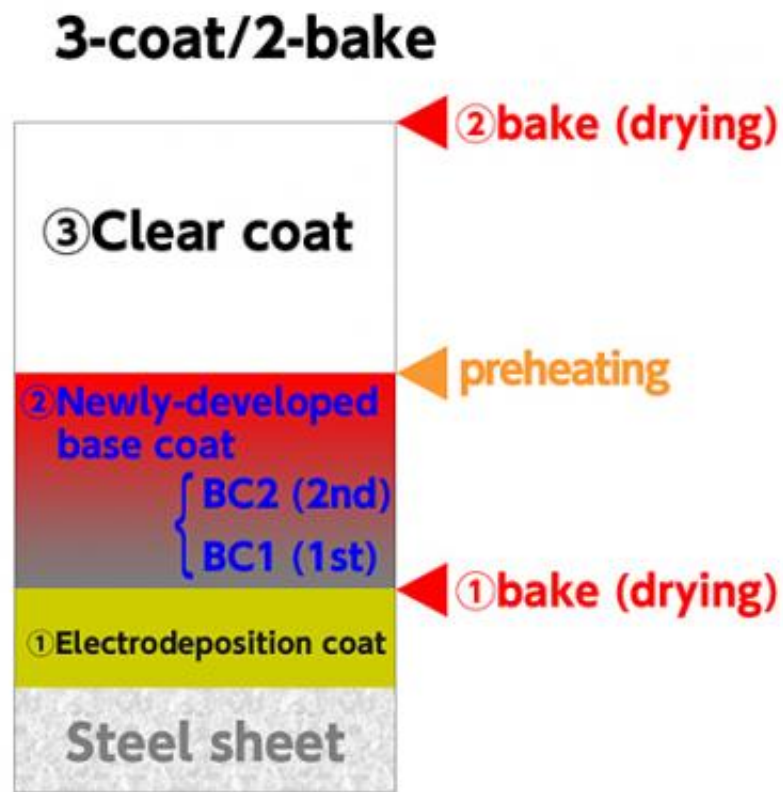 3-coat/2-bake
②bake (drying)
③Clear coat
preheating
②Newly-developed
base coat
BC2 (2nd)
BC1 (1st)
①bake (drying)
①Electrodeposition coat
Steel sheet